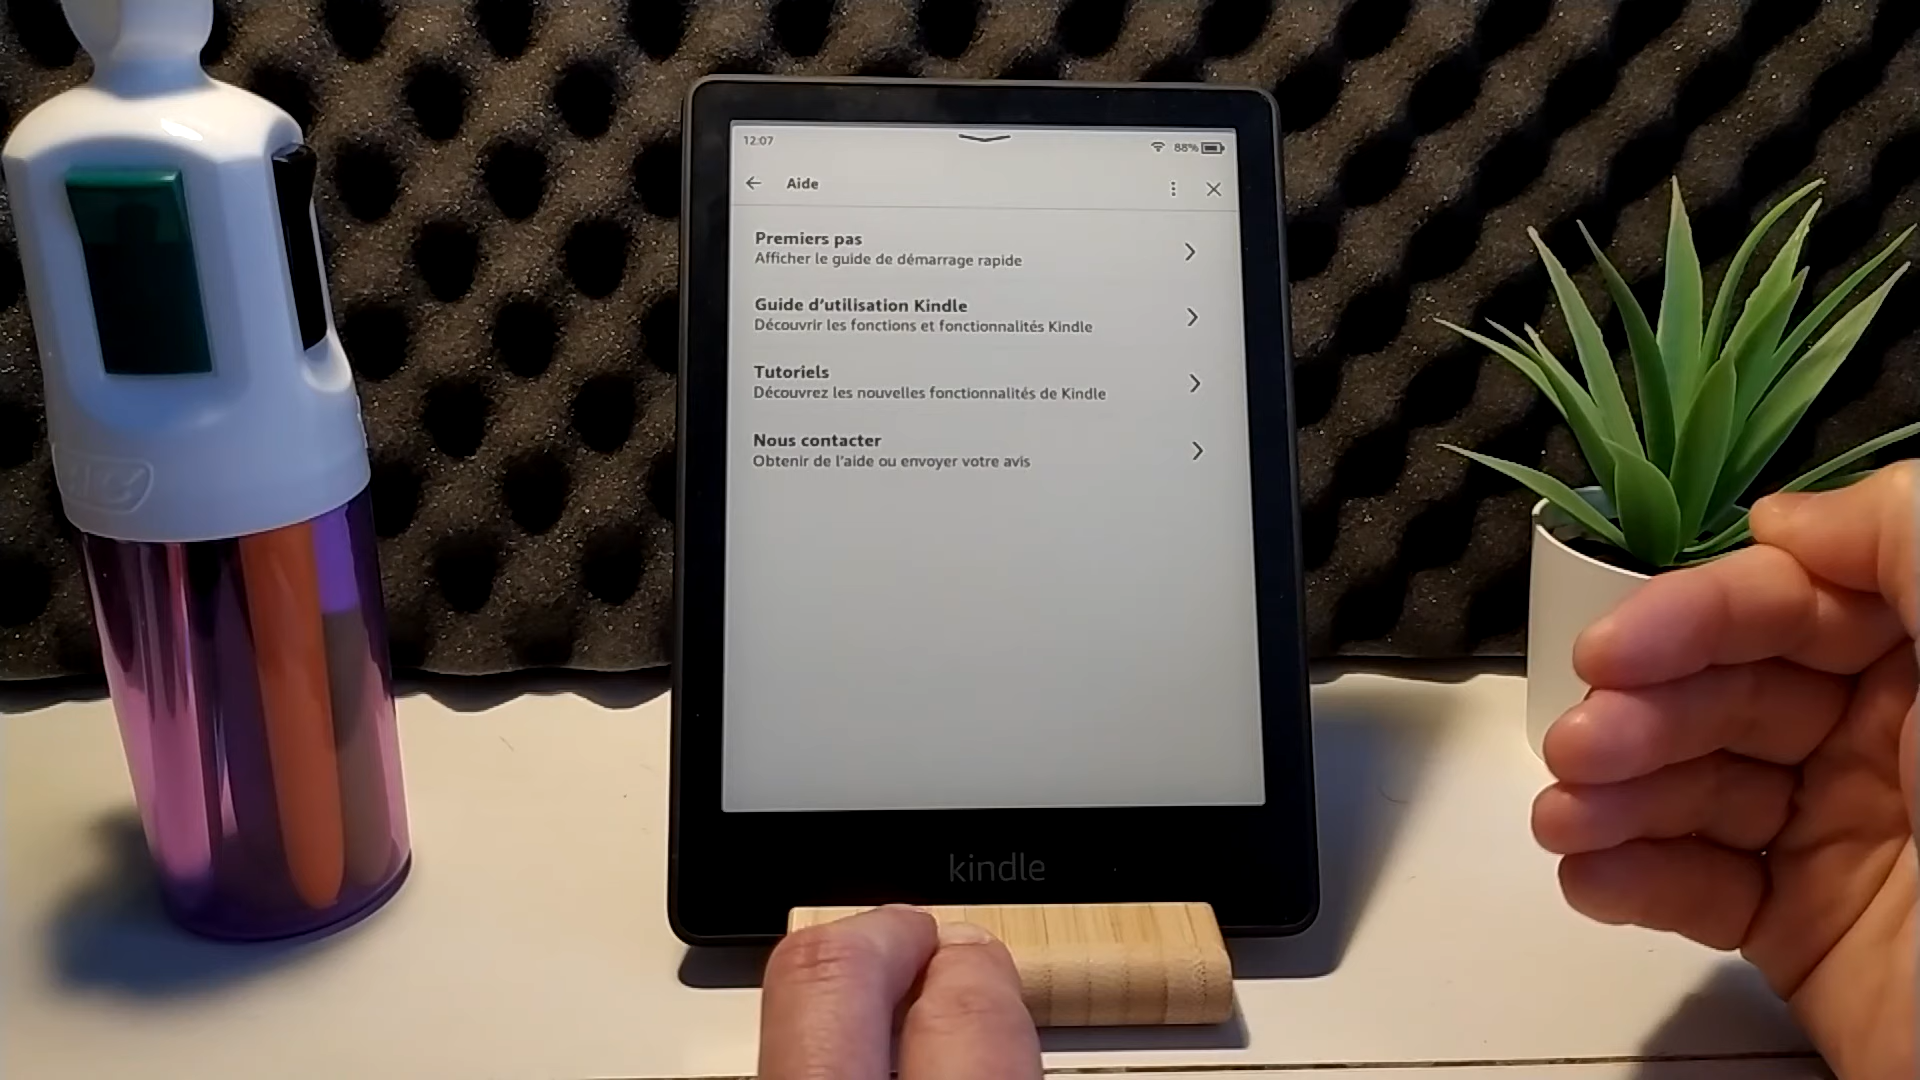 12:07
88%
Aide
Premiers pas
Afficher le guide de démarrage rapide
Guide d'utilisation Kindle
Découvrir les fonctions et fonctionnalités Kindle
Tutoriels
Découvrez les nouvelles fonctionnalités de Kindle
Nous contacter
Obtenir de l'aide ou envoyer votre avis
kindle
BIC